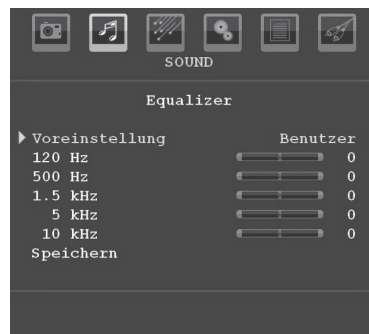 SOUND
Equalizer
Voreinstellung Benutzer
120 Hz 0
500 Hz 0
1.5 kHz 0
5 kHz 0
10 kHz 0
Speichern